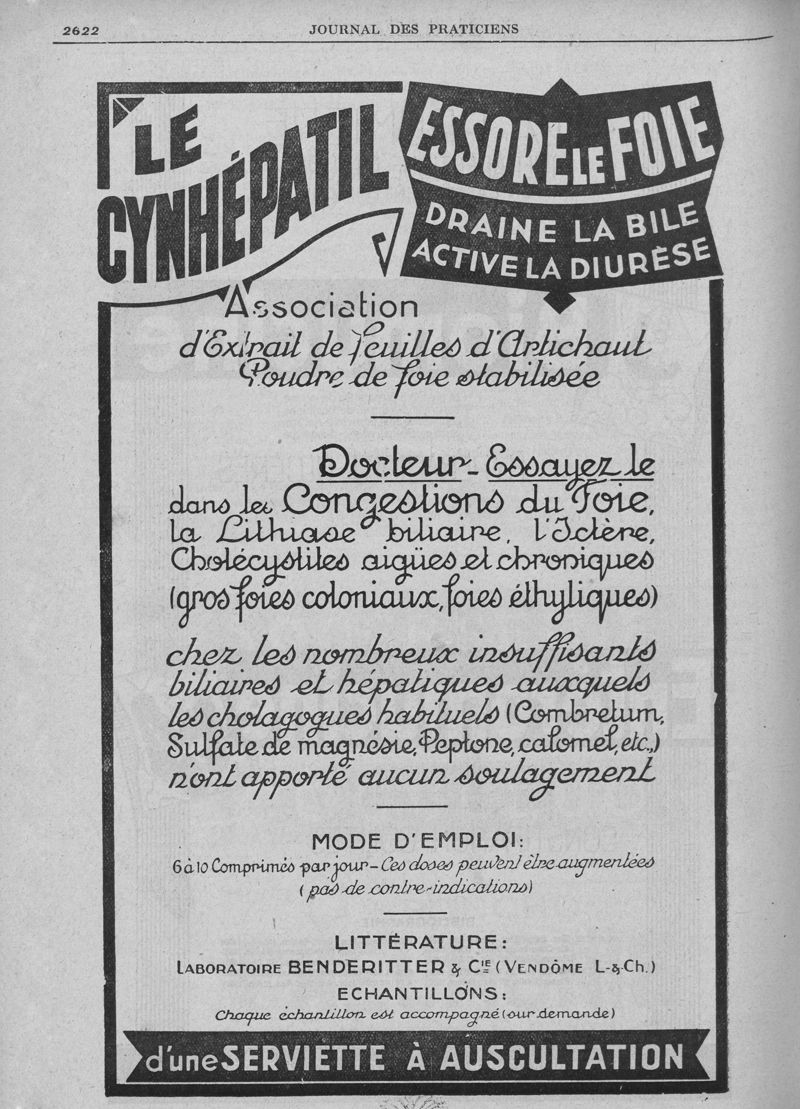 2622
JOURNAL DES PRATICIENS
LE
CYNHÉPATIL
ESSORE LE FOIE
DRAINE LA BILE
ACTIVE LA DIURÈSE
Association
d'Extrait de feuilles d'Artichaut
Poudre de foie stabilisée
Docteur - Essayez le
dans les Congestions du Foie,
la Lithiase biliaire, l'Ictère,
Cholécystites aigües et chroniques
(gros foies coloniaux, foies éthyliques)
chez les nombreux insuffisants
biliaires et hépatiques auxquels
les cholagogues habituels (Combretum,
Sulfate de magnésie, Peptone, calomel, etc.,)
n'ont apporté aucun soulagement
MODE D'EMPLOI:
6 à 10 Comprimés par jour - Ces doses peuvent être augmentées
(pas de contre-indications)
LITTÉRATURE:
LABORATOIRE BENDERITTER & CIE (VENDÔME L-&-Ch.)
ECHANTILLONS:
Chaque échantillon est accompagné (sur demande)
d'une SERVIETTE À AUSCULTATION